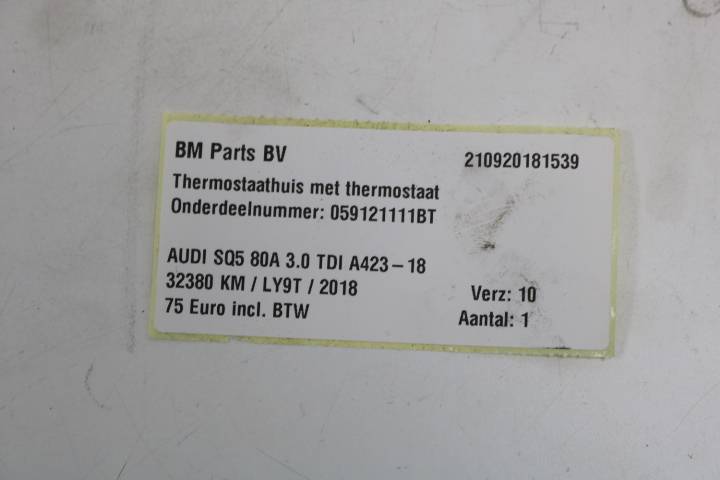 BM Parts BV 210920181539
Thermostaathuis met thermostaat
Onderdeelnummer: 059121111BT
AUDI SQ5 80A 3.0 TDI A423-18
32380 KM / LY9T / 2018 Verz: 10
75 Euro incl. BTW Aantal: 1